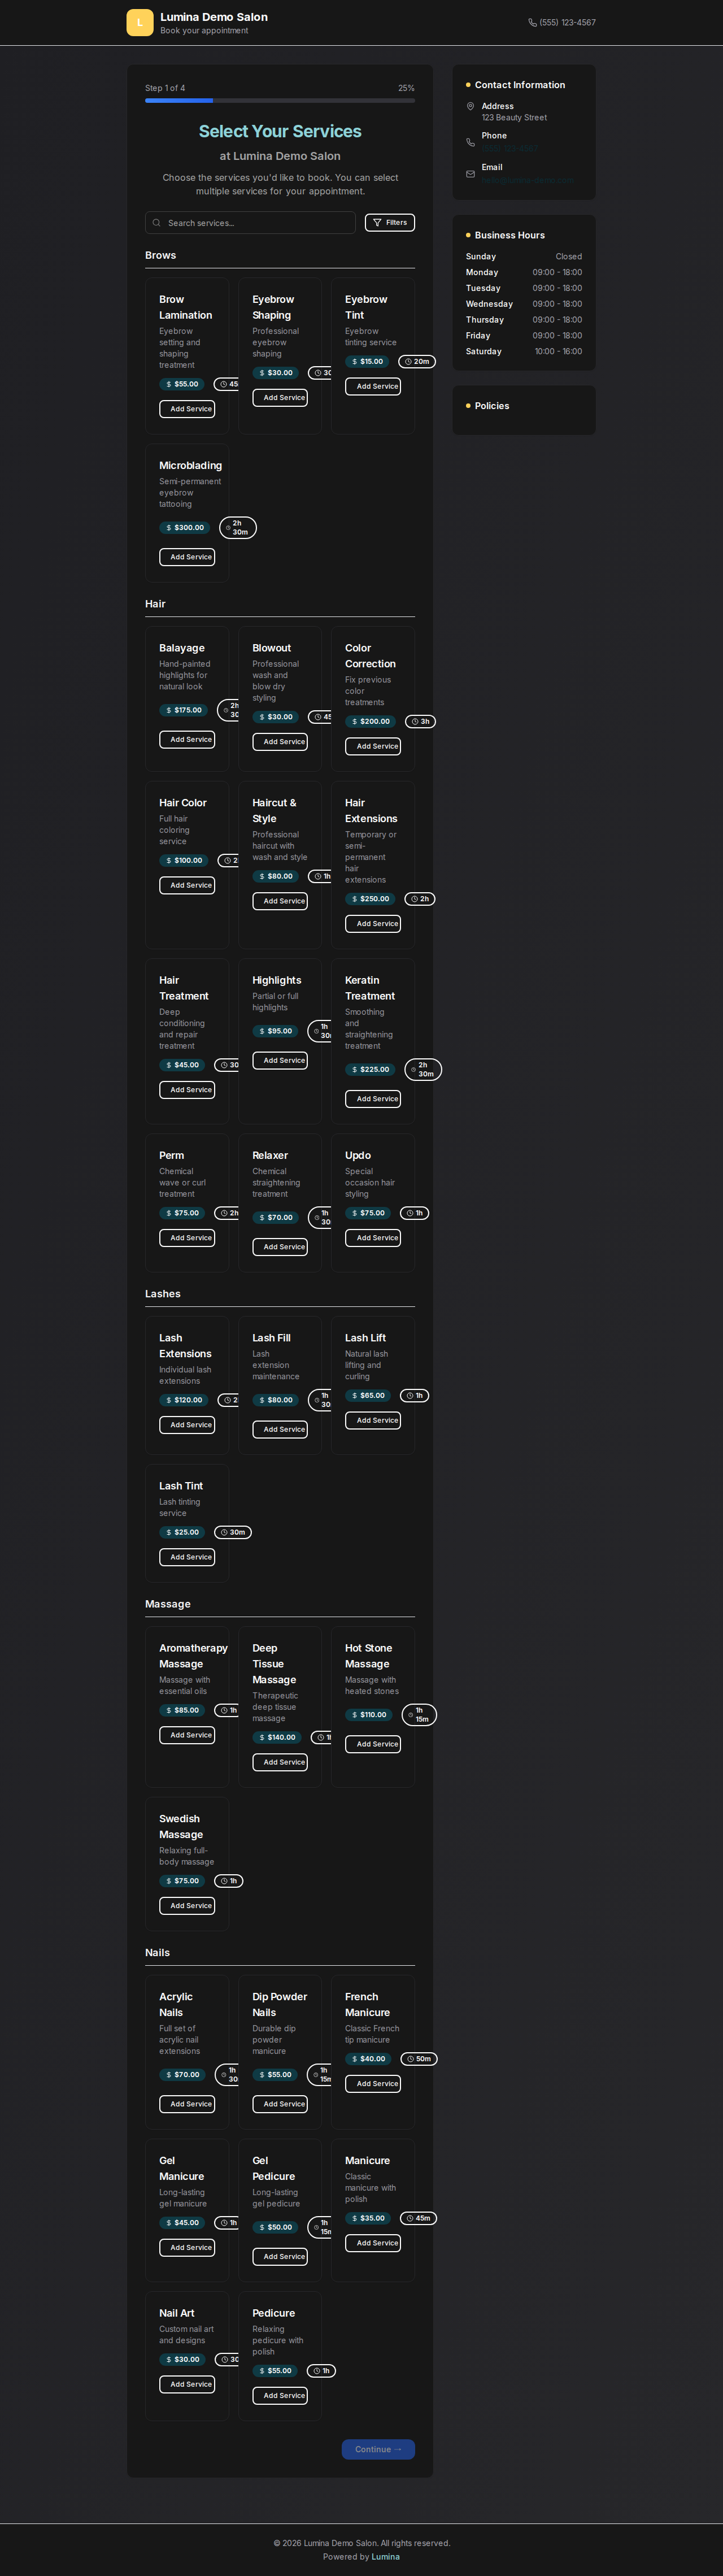 L
Lumina Demo Salon
Book your appointment
(555) 123-4567
Step 1 of 4
25%
Select Your Services
at Lumina Demo Salon
Choose the services you'd like to book. You can select
multiple services for your appointment.
Search services...
Filters
Brows
Brow
Lamination
Eyebrow
setting and
shaping
treatment
$ $55.00
Add Service
Eyebrow
Shaping
Professional
eyebrow
shaping
$ $30.00
Add Service
Eyebrow
Tint
Eyebrow
tinting service
$ $15.00
20m
Add Service
Microblading
Semi-permanent
eyebrow
tattooing
$ $300.00
2h
30m
Add Service
Hair
Balayage
Hand-painted
highlights for
natural look
$ $175.00
2h
Add Service
Blowout
Professional
wash and
blow dry
styling
$ $30.00
Add Service
Color
Correction
Fix previous
color
treatments
$ $200.00
3h
Add Service
Hair Color
Full hair
coloring
service
$ $100.00
Add Service
Haircut &
Style
Professional
haircut with
wash and style
$ $80.00
1h
Add Service
Hair
Extensions
Temporary or
semi-
permanent
hair
extensions
$ $250.00
2h
Add Service
Hair
Treatment
Deep
conditioning
and repair
treatment
$ $45.00
Add Service
Highlights
Partial or full
highlights
$ $95.00
1h
Add Service
Keratin
Treatment
Smoothing
and
straightening
treatment
$ $225.00
2h
30m
Add Service
Perm
Chemical
wave or curl
treatment
$ $75.00
2h
Add Service
Relaxer
Chemical
straightening
treatment
$ $70.00
1h
Add Service
Updo
Special
occasion hair
styling
$ $75.00
1h
Add Service
Lashes
Lash
Extensions
Individual lash
extensions
$ $120.00
Add Service
Lash Fill
Lash
extension
maintenance
$ $80.00
1h
Add Service
Lash Lift
Natural lash
lifting and
curling
$ $65.00
1h
Add Service
Lash Tint
Lash tinting
service
$ $25.00
30m
Add Service
Massage
Aromatherapy
Massage
Massage with
essential oils
$ $85.00
1h
Add Service
Deep
Tissue
Massage
Therapeutic
deep tissue
massage
$ $140.00
Add Service
Hot Stone
Massage
Massage with
heated stones
$ $110.00
1h
15m
Add Service
Swedish
Massage
Relaxing full-
body massage
$ $75.00
1h
Add Service
Nails
Acrylic
Nails
Full set of
acrylic nail
extensions
$ $70.00
1h
Add Service
Dip Powder
Nails
Durable dip
powder
manicure
$ $55.00
1h
Add Service
French
Manicure
Classic French
tip manicure
$ $40.00
50m
Add Service
Gel
Manicure
Long-lasting
gel manicure
$ $45.00
1h
Add Service
Gel
Pedicure
Long-lasting
gel pedicure
$ $50.00
1h
Add Service
Manicure
Classic
manicure with
polish
$ $35.00
45m
Add Service
Nail Art
Custom nail art
and designs
$ $30.00
Add Service
Pedicure
Relaxing
pedicure with
polish
$ $55.00
1h
Add Service
Continue →
Contact Information
Address
123 Beauty Street
Phone
Email
Business Hours
Sunday Closed
Monday 09:00 - 18:00
Tuesday 09:00 - 18:00
Wednesday 09:00 - 18:00
Thursday 09:00 - 18:00
Friday 09:00 - 18:00
Saturday 10:00 - 16:00
Policies
© 2026 Lumina Demo Salon. All rights reserved.
Powered by Lumina